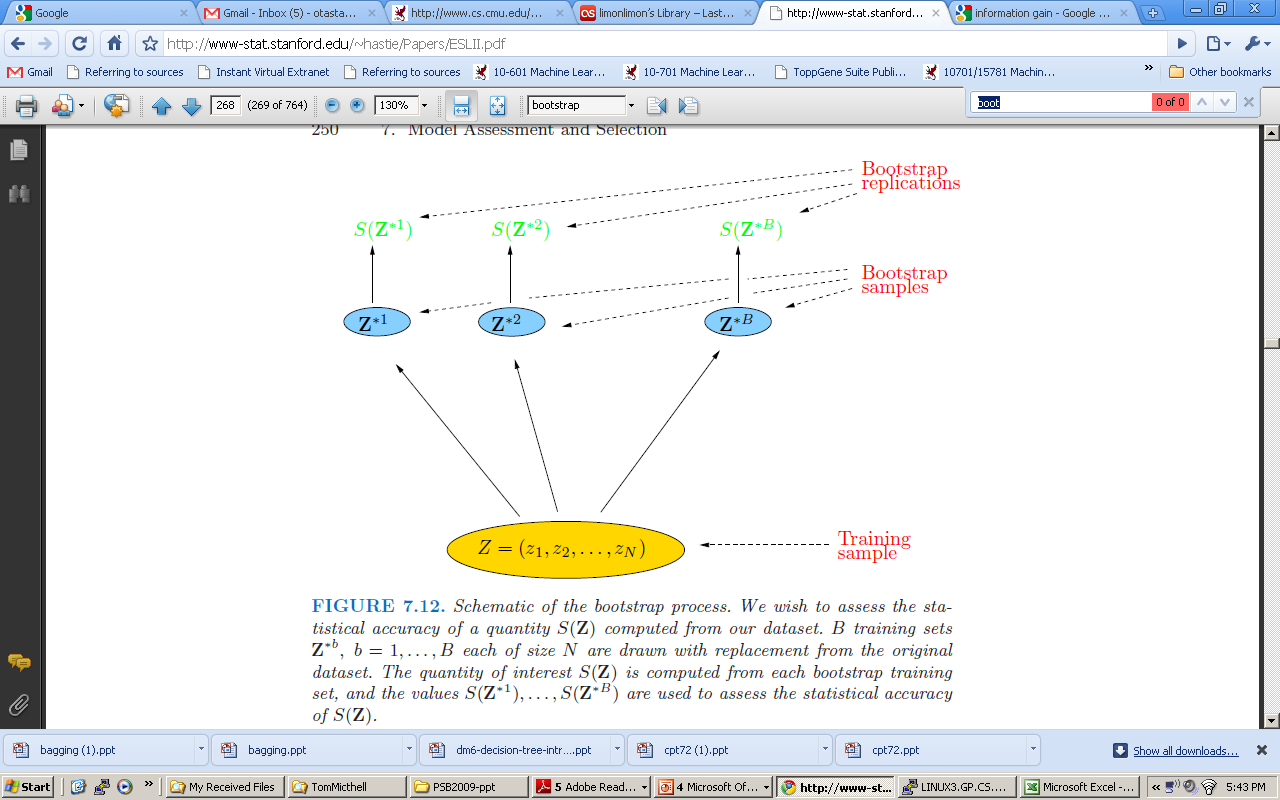 Google
Gmail - Inbox (5) - otasta...
http://www.cs.cmu.edu/...
limonlimon's Library – Last...
http://www-stat.stanford...
information gain - Google ...
http://www-stat.stanford.edu/~hastie/Papers/ESLII.pdf
Gmail
Referring to sources
Instant Virtual Extranet
Referring to sources
10-601 Machine Lear...
10-701 Machine Lear...
ToppGene Suite Publi...
10701/15781 Machin...
»
Other bookmarks
268 (269 of 764)
130%
bootstrap
boot
0 of 0
250 7. Model Assessment and Selection
Bootstrap
replications
S(Z*1) S(Z*2) S(Z*B)
Bootstrap
samples
Z*1 Z*2 Z*B
Z = (z1, z2, . . . , zN)
Training
sample
FIGURE 7.12. Schematic of the bootstrap process. We wish to assess the sta-
tistical accuracy of a quantity S(Z) computed from our dataset. B training sets
Z*b, b = 1, . . . , B each of size N are drawn with replacement from the original
dataset. The quantity of interest S(Z) is computed from each bootstrap training
set, and the values S(Z*1), . . . , S(Z*B) are used to assess the statistical accuracy
of S(Z).
bagging (1).ppt
bagging.ppt
dm6-decision-tree-intr....ppt
cpt72 (1).ppt
cpt72.ppt
Show all downloads...
Start
»
My Received Files
TomMicthell
PSB2009-ppt
5 Adobe Read...
4 Microsoft Of...
http://www-st...
LINUX3.GP.CS....
Microsoft Excel - ...
«
5:43 PM